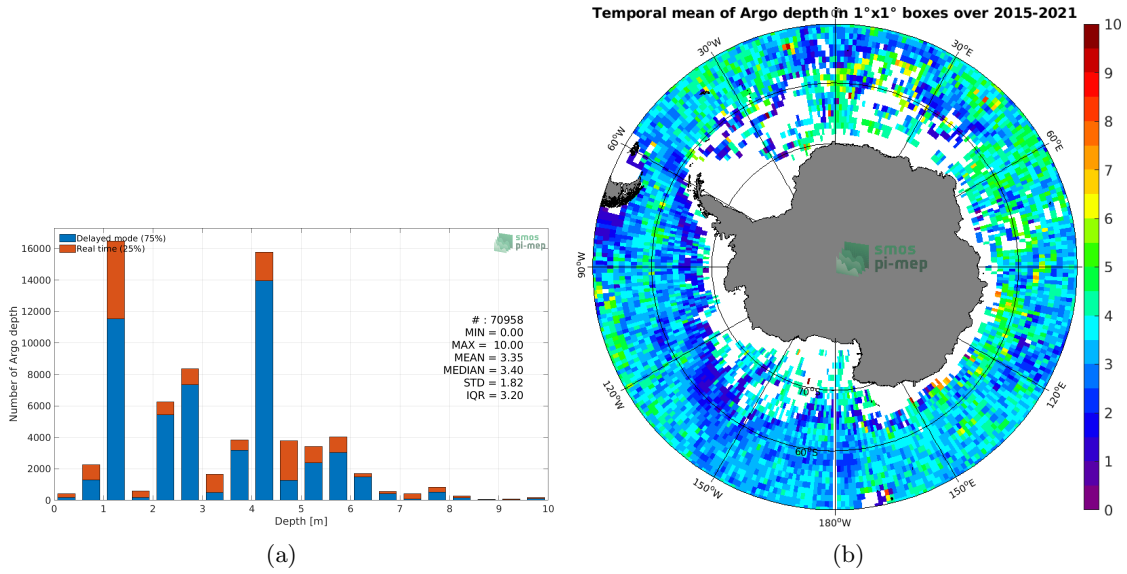 Delayed mode (75%)
Real time (25%)
smos
pi-mep
Number of Argo depth
16000
14000
12000
10000
8000
6000
4000
2000
0
# : 70958
MIN = 0.00
MAX = 10.00
MEAN = 3.35
MEDIAN = 3.40
STD = 1.82
IQR = 3.20
0 1 2 3 4 5 6 7 8 9 10
Depth [m]
(a)
Temporal mean of Argo depth in 1°x1° boxes over 2015-2021
0°
30°W
30°E
60°W
60°E
90°W
120°W
120°E
150°W
150°E
180°W
70°S
60°S
smos
pi-mep
10
9
8
7
6
5
4
3
2
1
0
(b)